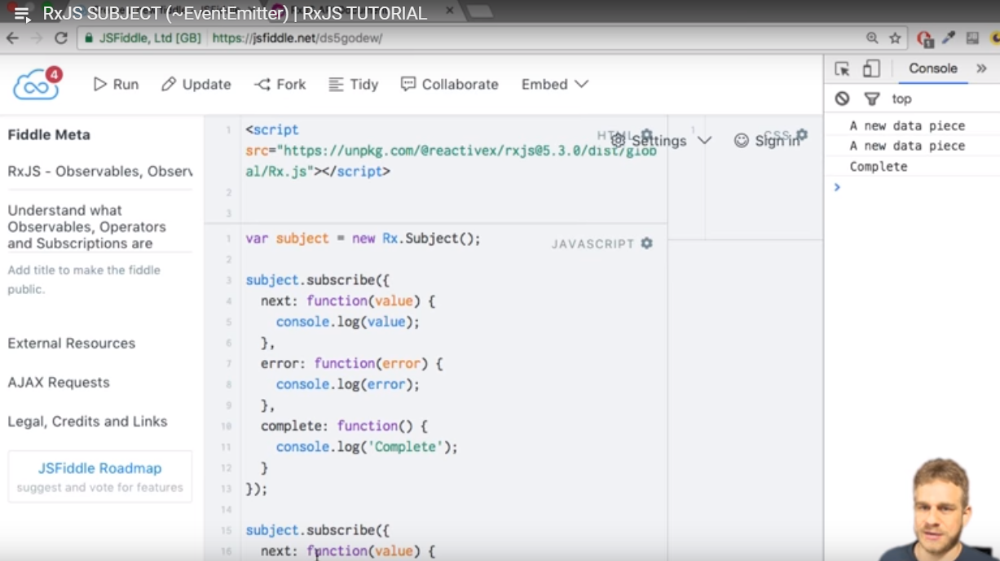 RxJS SUBJECT (~EventEmitter) | RxJS TUTORIAL
JSFiddle, Ltd [GB] https://jsfiddle.net/ds5godew/
4
Run
Update
Fork
Tidy
Collaborate
Embed
Settings
Sign in
Fiddle Meta
RxJS - Observables, Observ
Understand what
Observables, Operators
and Subscriptions are
Add title to make the fiddle
public.
External Resources
AJAX Requests
Legal, Credits and Links
JSFiddle Roadmap
suggest and vote for features
HTML
1 <script
src="https://unpkg.com/@reactivex/rxjs@5.3.0/dist/glob
al/Rx.js"></script>
2
3
JAVASCRIPT
1 var subject = new Rx.Subject();
2
3 subject.subscribe({
4 next: function(value) {
5 console.log(value);
6 },
7 error: function(error) {
8 console.log(error);
9 },
10 complete: function() {
11 console.log('Complete');
12 }
13 });
14
15 subject.subscribe({
16 next: function(value) {
1
CSS
Console
top
A new data piece
A new data piece
Complete